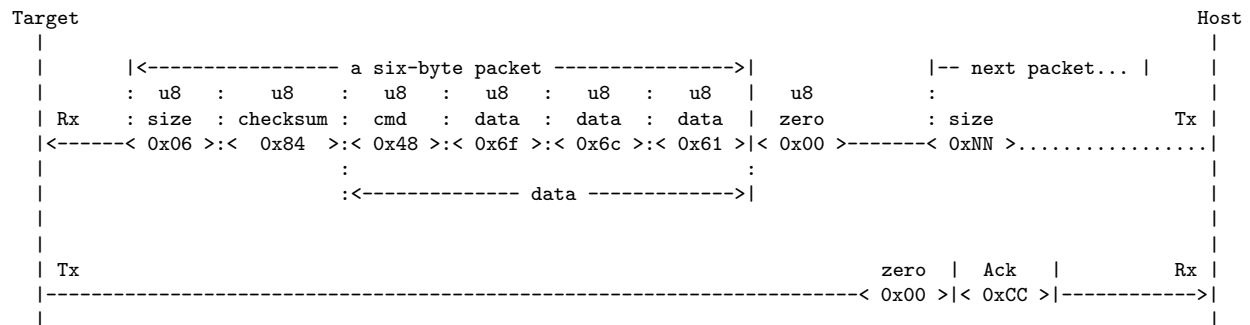 Target Host
| |
| |<----------------- a six-byte packet ---------------->| |-- next packet... | |
| : u8 : u8 : u8 : u8 : u8 : u8 | u8 : |
| Rx : size : checksum : cmd : data : data : data | zero : size Tx |
|<------< 0x06 >:< 0x84 >:< 0x48 >:< 0x6f >:< 0x6c >:< 0x61 >|< 0x00 >-------< 0xNN >.................|
| : : |
| :<-------------- data ------------->| |
| |
| |
| Tx zero | Ack | Rx |
|-----------------------------------------------------------------< 0x00 >|< 0xCC >|------------>|
| |